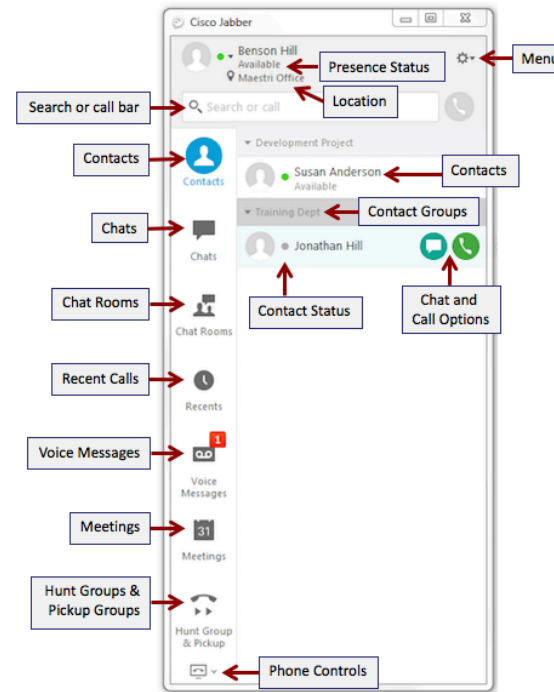 Cisco Jabber
Benson Hill
Available
Maestri Office
Presence Status
Menu
Location
Search or call bar
Search or call
Development Project
Contacts
Contacts
Susan Anderson
Available
Contacts
Training Dept
Contact Groups
Chats
Chats
Jonathan Hill
Contact Status
Chat and
Call Options
Chat Rooms
Chat Rooms
Recent Calls
Recents
Voice Messages
1
Voice
Messages
Meetings
31
Meetings
Hunt Groups &
Pickup Groups
Hunt Group
& Pickup
Phone Controls